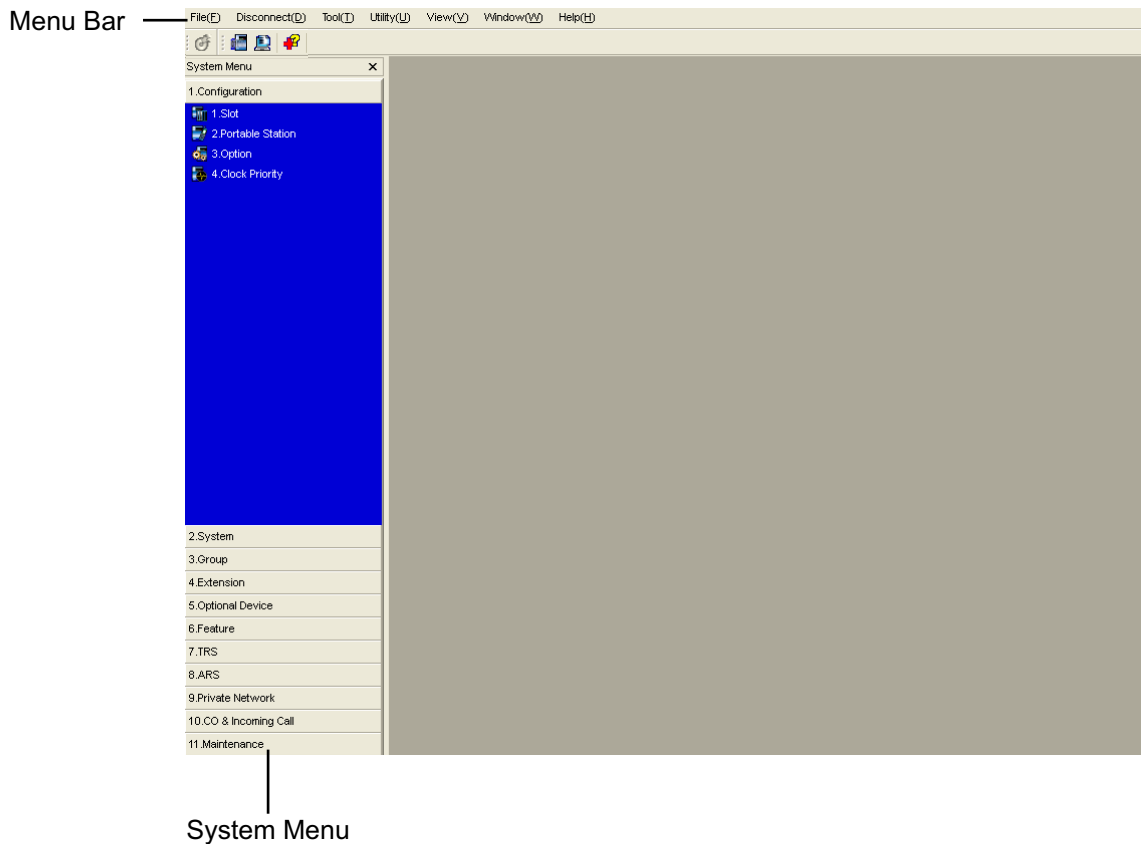 Menu Bar
File(F) Disconnect(D) Tool(T) Utility(U) View(V) Window(W) Help(H)
System Menu
1.Configuration
1.Slot
2.Portable Station
3.Option
4.Clock Priority
2.System
3.Group
4.Extension
5.Optional Device
6.Feature
7.TRS
8.ARS
9.Private Network
10.CO & Incoming Call
11.Maintenance
System Menu